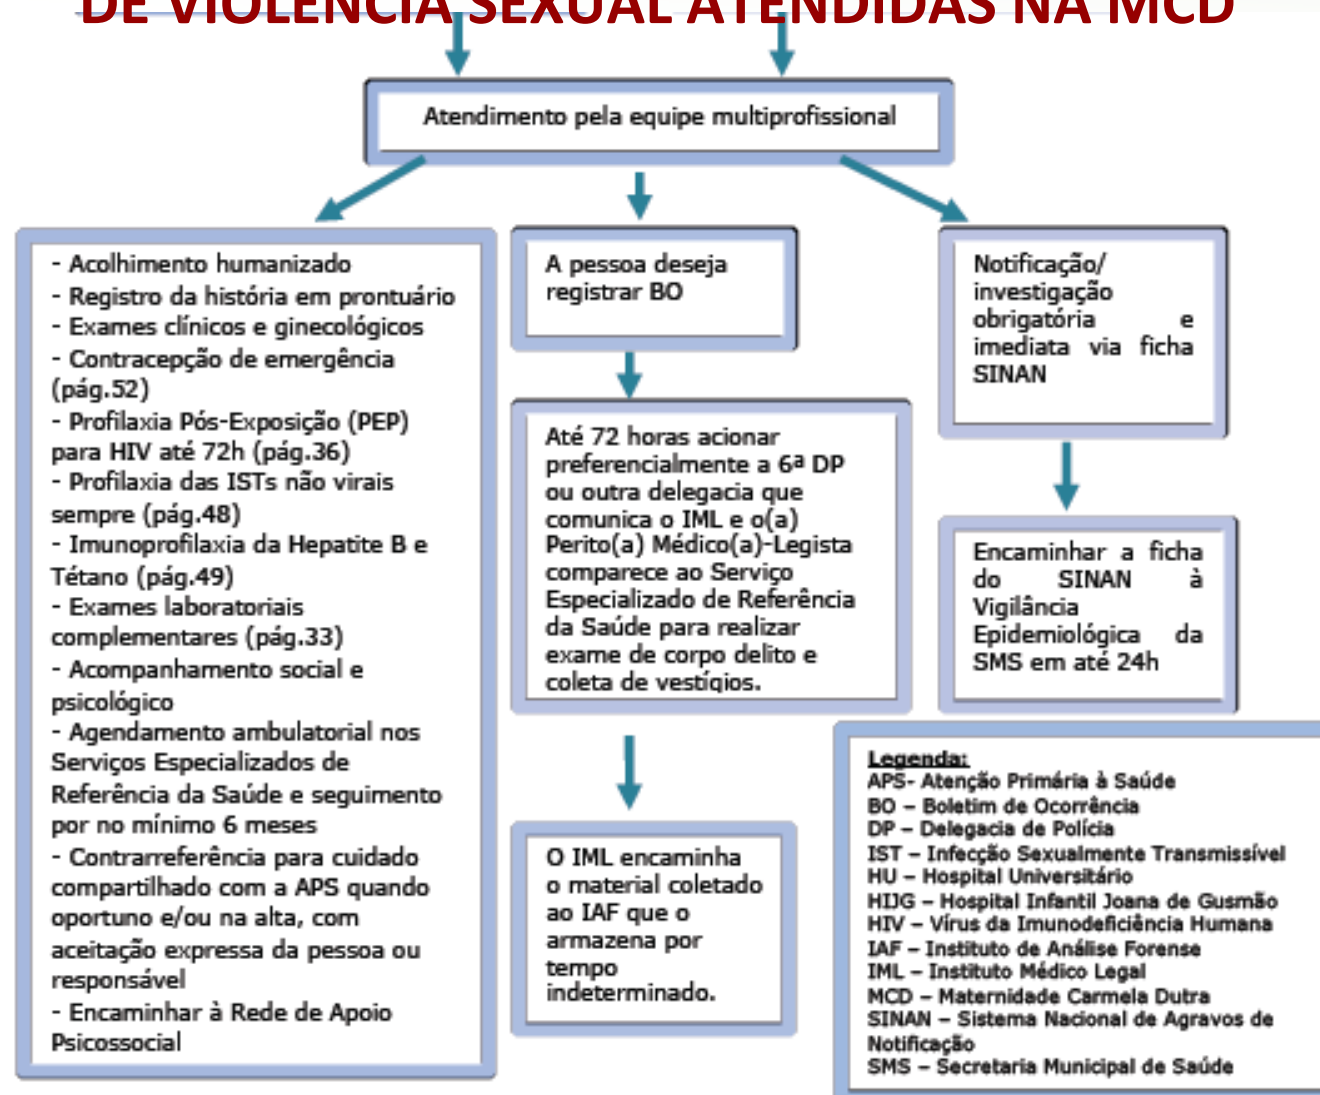 DE VIOLÊNCIA SEXUAL ATENDIDAS NA MCD
Atendimento pela equipe multiprofissional
- Acolhimento humanizado
- Registro da história em prontuário
- Exames clínicos e ginecológicos
- Contracepção de emergência
(pág.52)
- Profilaxia Pós-Exposição (PEP)
para HIV até 72h (pág.36)
- Profilaxia das ISTs não virais
sempre (pág.48)
- Imunoprofilaxia da Hepatite B e
Tétano (pág.49)
- Exames laboratoriais
complementares (pág.33)
- Acompanhamento social e
psicológico
- Agendamento ambulatorial nos
Serviços Especializados de
Referência da Saúde e seguimento
por no mínimo 6 meses
- Contrarreferência para cuidado
compartilhado com a APS quando
oportuno e/ou na alta, com
aceitação expressa da pessoa ou
responsável
- Encaminhar à Rede de Apoio
Psicossocial
A pessoa deseja
registrar BO
Até 72 horas acionar
preferencialmente a 6ª DP
ou outra delegacia que
comunica o IML e o(a)
Perito(a) Médico(a)-Legista
comparece ao Serviço
Especializado de Referência
da Saúde para realizar
exame de corpo delito e
coleta de vestígios.
O IML encaminha
o material coletado
ao IAF que o
armazena por
tempo
indeterminado.
Notificação/
investigação
obrigatória e
imediata via ficha
SINAN
Encaminhar a ficha
do SINAN à
Vigilância
Epidemiológica da
SMS em até 24h
Legenda:
APS- Atenção Primária à Saúde
BO – Boletim de Ocorrência
DP – Delegacia de Polícia
IST – Infecção Sexualmente Transmissível
HU – Hospital Universitário
HIJG – Hospital Infantil Joana de Gusmão
HIV – Vírus da Imunodeficiência Humana
IAF – Instituto de Análise Forense
IML – Instituto Médico Legal
MCD – Maternidade Carmela Dutra
SINAN – Sistema Nacional de Agravos de
Notificação
SMS – Secretaria Municipal de Saúde